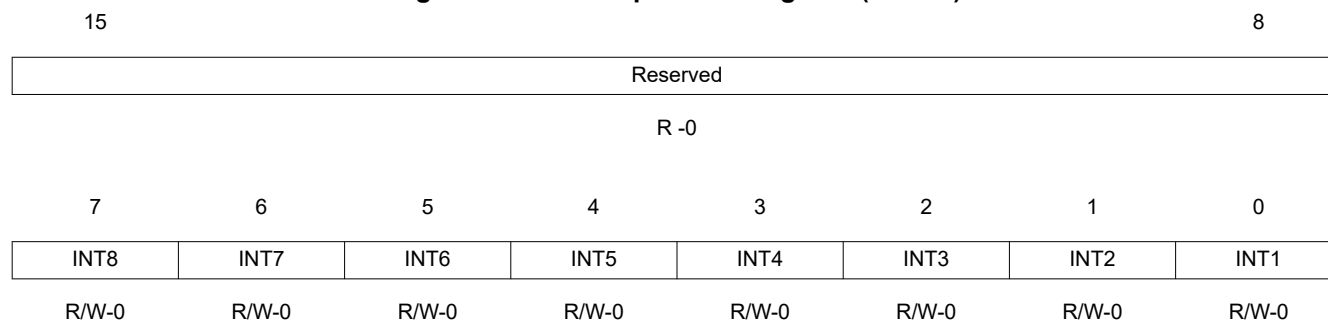 15 8
Reserved
R -0
7 6 5 4 3 2 1 0
INT8 INT7 INT6 INT5 INT4 INT3 INT2 INT1
R/W-0 R/W-0 R/W-0 R/W-0 R/W-0 R/W-0 R/W-0 R/W-0